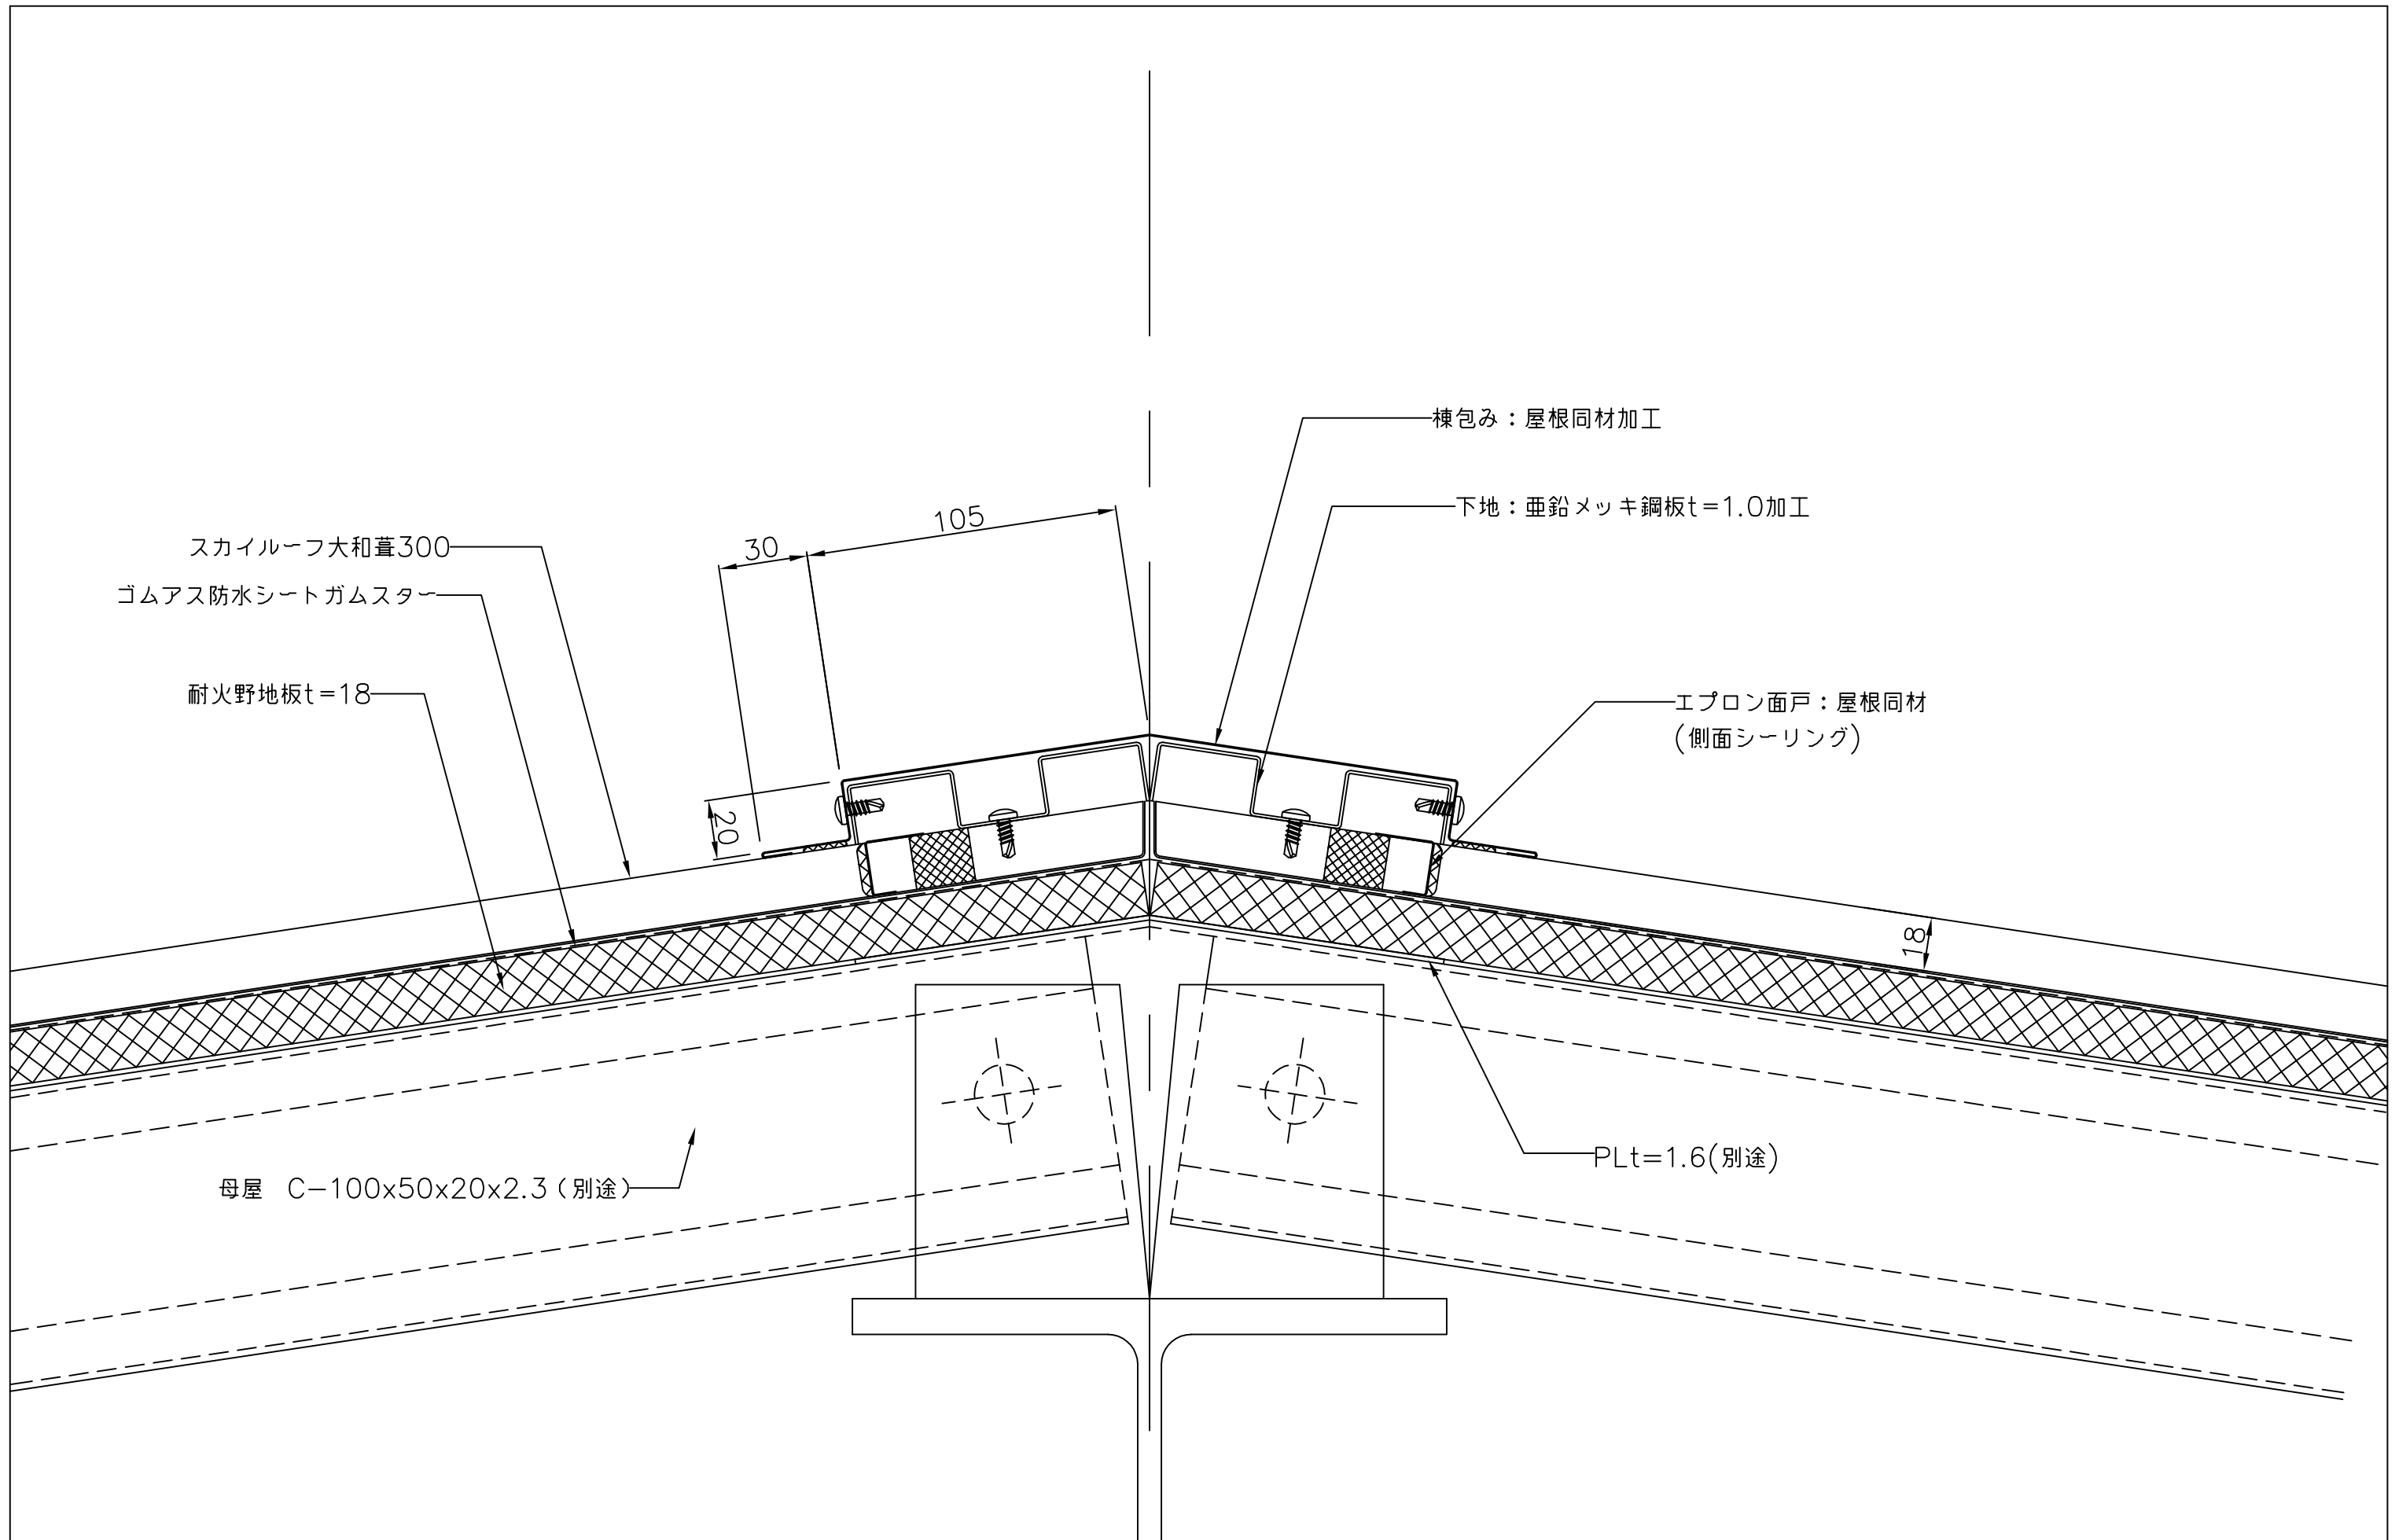 棟包み：屋根同材加工
下地：亜鉛メッキ鋼板t=1.0加工
105
30
スカイルーフ大和葺300
ゴムアス防水シートガムスター
耐火野地板t=18
エプロン面戸：屋根同材
(側面シーリング)
20
18
PLt=1.6(別途)
母屋　C-100x50x20x2.3（別途）